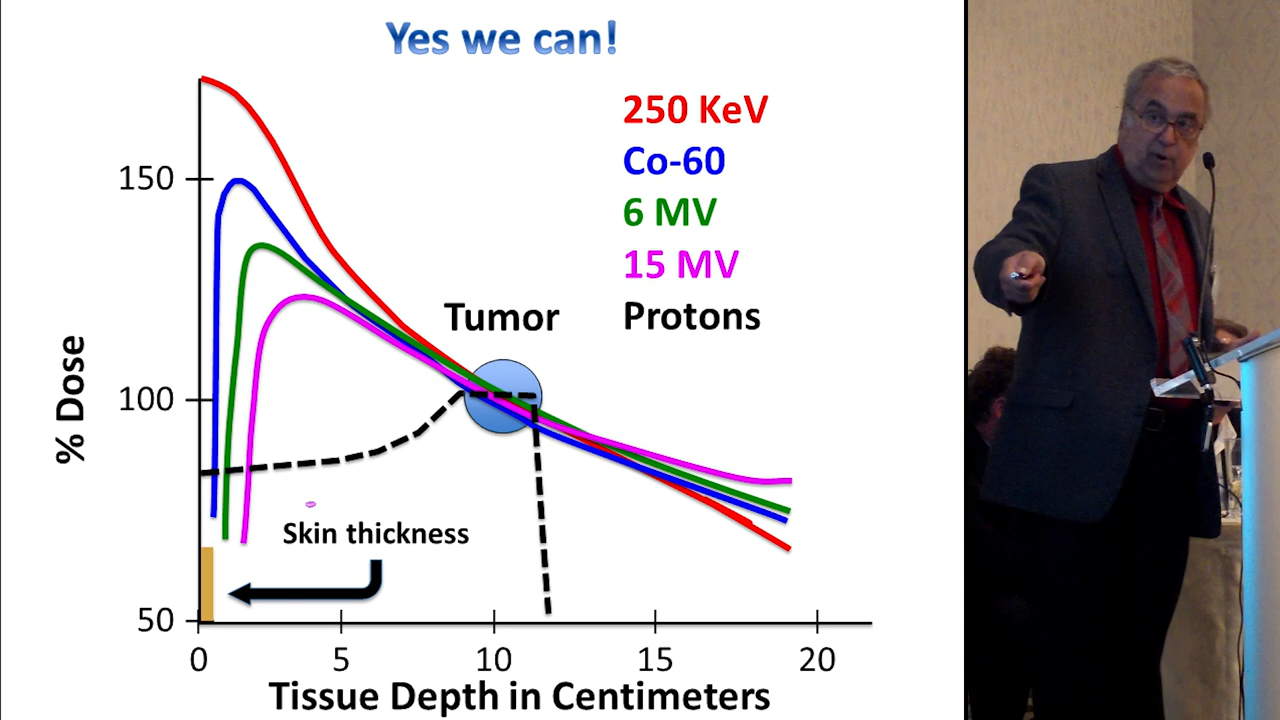 Yes we can!
250 KeV
Co-60
6 MV
15 MV
Protons
Tumor
% Dose
150
100
50
Skin thickness
0 5 10 15 20
Tissue Depth in Centimeters